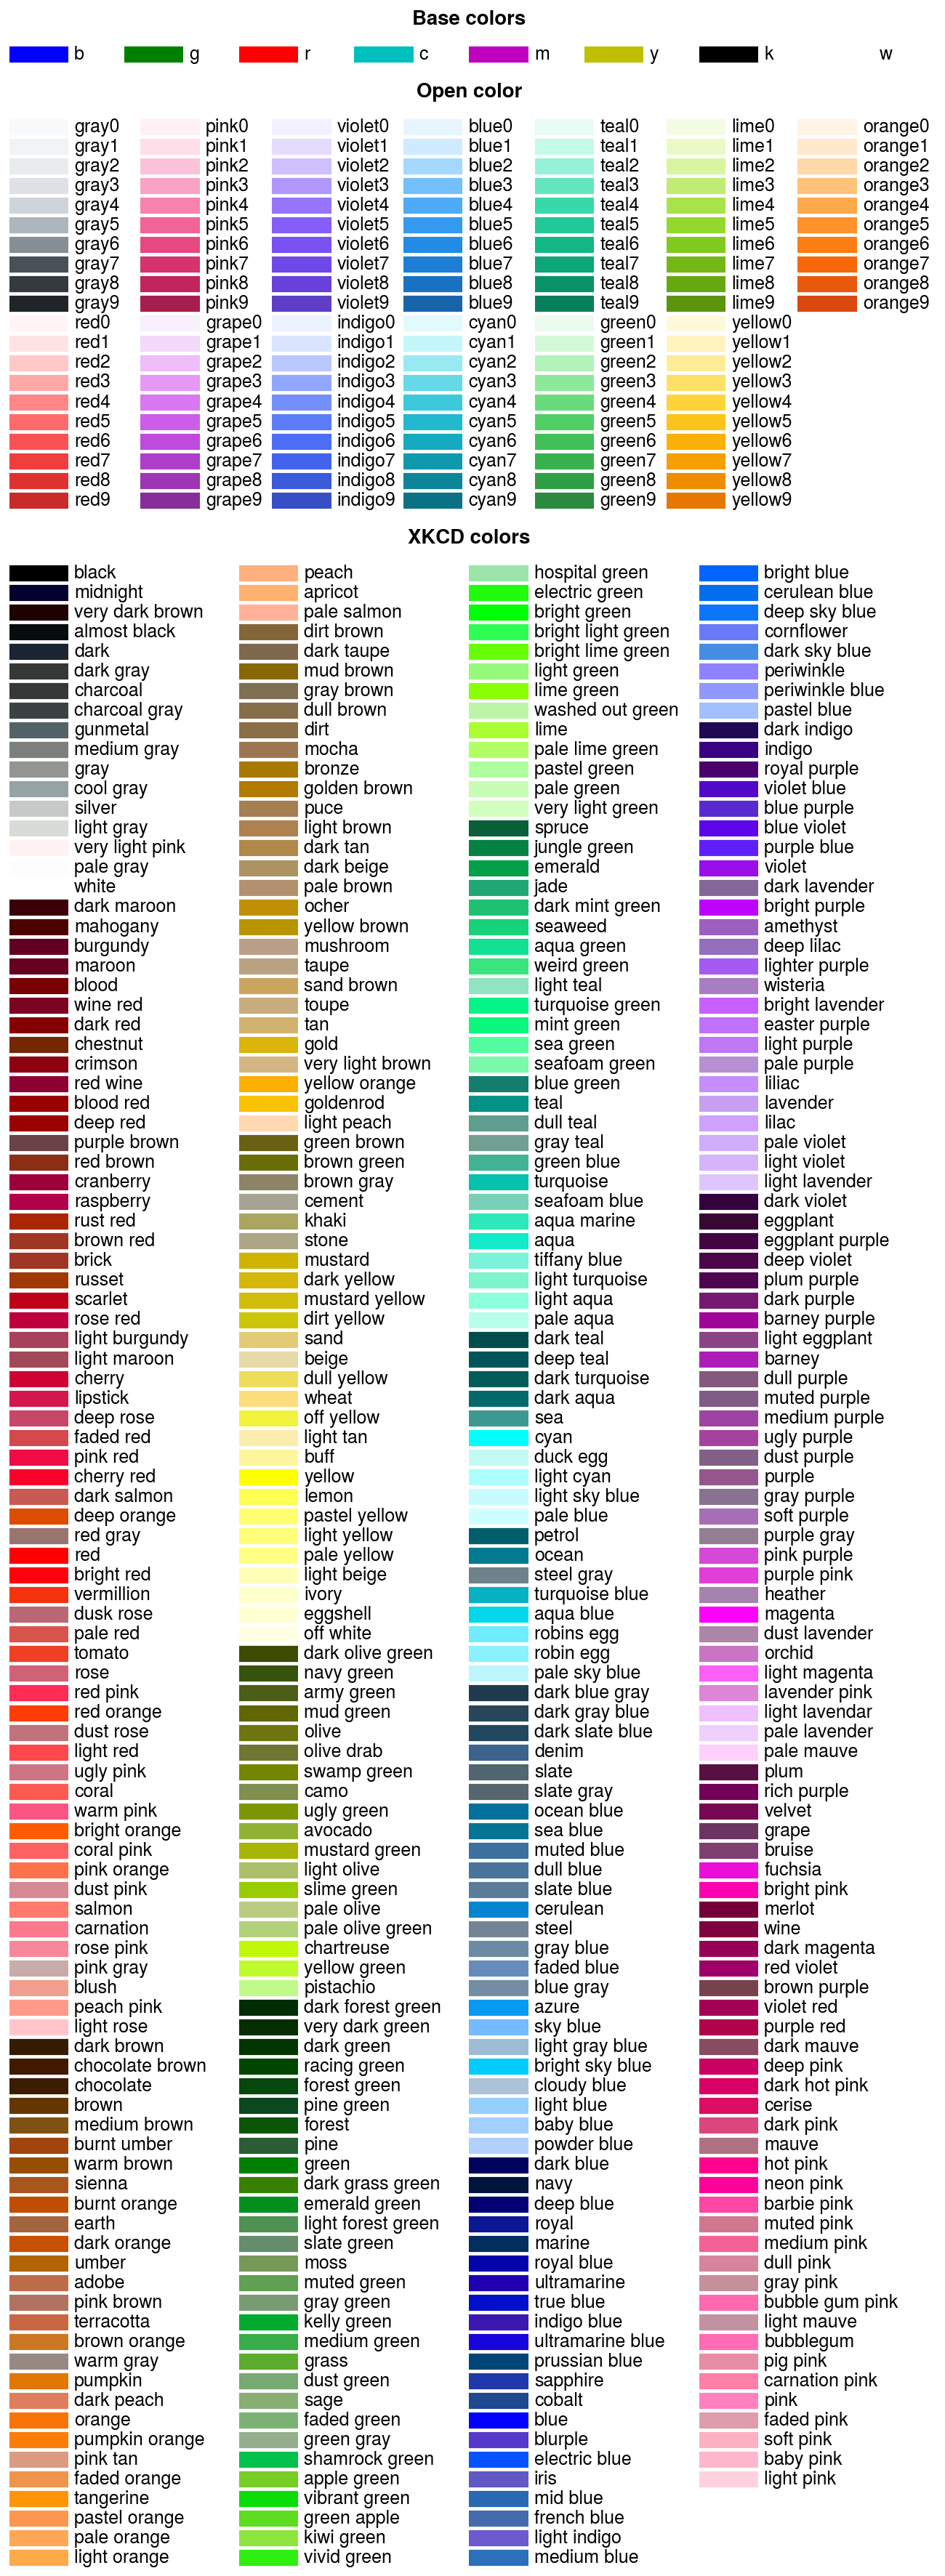 Base colors
b
g
r
c
m
y
k
w
Open color
gray0
gray1
gray2
gray3
gray4
gray5
gray6
gray7
gray8
gray9
red0
red1
red2
red3
red4
red5
red6
red7
red8
red9
pink0
pink1
pink2
pink3
pink4
pink5
pink6
pink7
pink8
pink9
grape0
grape1
grape2
grape3
grape4
grape5
grape6
grape7
grape8
grape9
violet0
violet1
violet2
violet3
violet4
violet5
violet6
violet7
violet8
violet9
indigo0
indigo1
indigo2
indigo3
indigo4
indigo5
indigo6
indigo7
indigo8
indigo9
blue0
blue1
blue2
blue3
blue4
blue5
blue6
blue7
blue8
blue9
cyan0
cyan1
cyan2
cyan3
cyan4
cyan5
cyan6
cyan7
cyan8
cyan9
teal0
teal1
teal2
teal3
teal4
teal5
teal6
teal7
teal8
teal9
green0
green1
green2
green3
green4
green5
green6
green7
green8
green9
lime0
lime1
lime2
lime3
lime4
lime5
lime6
lime7
lime8
lime9
yellow0
yellow1
yellow2
yellow3
yellow4
yellow5
yellow6
yellow7
yellow8
yellow9
orange0
orange1
orange2
orange3
orange4
orange5
orange6
orange7
orange8
orange9
XKCD colors
black
midnight
very dark brown
almost black
dark
dark gray
charcoal
charcoal gray
gunmetal
medium gray
gray
cool gray
silver
light gray
very light pink
pale gray
white
dark maroon
mahogany
burgundy
maroon
blood
wine red
dark red
chestnut
crimson
red wine
blood red
deep red
purple brown
red brown
cranberry
raspberry
rust red
brown red
brick
russet
scarlet
rose red
light burgundy
light maroon
cherry
lipstick
deep rose
faded red
pink red
cherry red
dark salmon
deep orange
red gray
red
bright red
vermillion
dusk rose
pale red
tomato
rose
red pink
red orange
dust rose
light red
ugly pink
coral
warm pink
bright orange
coral pink
pink orange
dust pink
salmon
carnation
rose pink
pink gray
blush
peach pink
light rose
dark brown
chocolate brown
chocolate
brown
medium brown
burnt umber
warm brown
sienna
burnt orange
earth
dark orange
umber
adobe
pink brown
terracotta
brown orange
warm gray
pumpkin
dark peach
orange
pumpkin orange
pink tan
faded orange
tangerine
pastel orange
pale orange
light orange
peach
apricot
pale salmon
dirt brown
dark taupe
mud brown
gray brown
dull brown
dirt
mocha
bronze
golden brown
puce
light brown
dark tan
dark beige
pale brown
ocher
yellow brown
mushroom
taupe
sand brown
toupe
tan
gold
very light brown
yellow orange
goldenrod
light peach
green brown
brown green
brown gray
cement
khaki
stone
mustard
dark yellow
mustard yellow
dirt yellow
sand
beige
dull yellow
wheat
off yellow
light tan
buff
yellow
lemon
pastel yellow
light yellow
pale yellow
light beige
ivory
eggshell
off white
dark olive green
navy green
army green
mud green
olive
olive drab
swamp green
camo
ugly green
avocado
mustard green
light olive
slime green
pale olive
pale olive green
chartreuse
yellow green
pistachio
dark forest green
very dark green
dark green
racing green
forest green
pine green
forest
pine
green
dark grass green
emerald green
light forest green
slate green
moss
muted green
gray green
kelly green
medium green
grass
dust green
sage
faded green
green gray
shamrock green
apple green
vibrant green
green apple
kiwi green
vivid green
hospital green
electric green
bright green
bright light green
bright lime green
light green
lime green
washed out green
lime
pale lime green
pastel green
pale green
very light green
spruce
jungle green
emerald
jade
dark mint green
seaweed
aqua green
weird green
light teal
turquoise green
mint green
sea green
seafoam green
blue green
teal
dull teal
gray teal
green blue
turquoise
seafoam blue
aqua marine
aqua
tiffany blue
light turquoise
light aqua
pale aqua
dark teal
deep teal
dark turquoise
dark aqua
sea
cyan
duck egg
light cyan
light sky blue
pale blue
petrol
ocean
steel gray
turquoise blue
aqua blue
robins egg
robin egg
pale sky blue
dark blue gray
dark gray blue
dark slate blue
denim
slate
slate gray
ocean blue
sea blue
muted blue
dull blue
slate blue
cerulean
steel
gray blue
faded blue
blue gray
azure
sky blue
light gray blue
bright sky blue
cloudy blue
light blue
baby blue
powder blue
dark blue
navy
deep blue
royal
marine
royal blue
ultramarine
true blue
indigo blue
ultramarine blue
prussian blue
sapphire
cobalt
blue
blurple
electric blue
iris
mid blue
french blue
light indigo
medium blue
bright blue
cerulean blue
deep sky blue
cornflower
dark sky blue
periwinkle
periwinkle blue
pastel blue
dark indigo
indigo
royal purple
violet blue
blue purple
blue violet
purple blue
violet
dark lavender
bright purple
amethyst
deep lilac
lighter purple
wisteria
bright lavender
easter purple
light purple
pale purple
liliac
lavender
lilac
pale violet
light violet
light lavender
dark violet
eggplant
eggplant purple
deep violet
plum purple
dark purple
barney purple
light eggplant
barney
dull purple
muted purple
medium purple
ugly purple
dust purple
purple
gray purple
soft purple
purple gray
pink purple
purple pink
heather
magenta
dust lavender
orchid
light magenta
lavender pink
light lavendar
pale lavender
pale mauve
plum
rich purple
velvet
grape
bruise
fuchsia
bright pink
merlot
wine
dark magenta
red violet
brown purple
violet red
purple red
dark mauve
deep pink
dark hot pink
cerise
dark pink
mauve
hot pink
neon pink
barbie pink
muted pink
medium pink
dull pink
gray pink
bubble gum pink
light mauve
bubblegum
pig pink
carnation pink
pink
faded pink
soft pink
baby pink
light pink